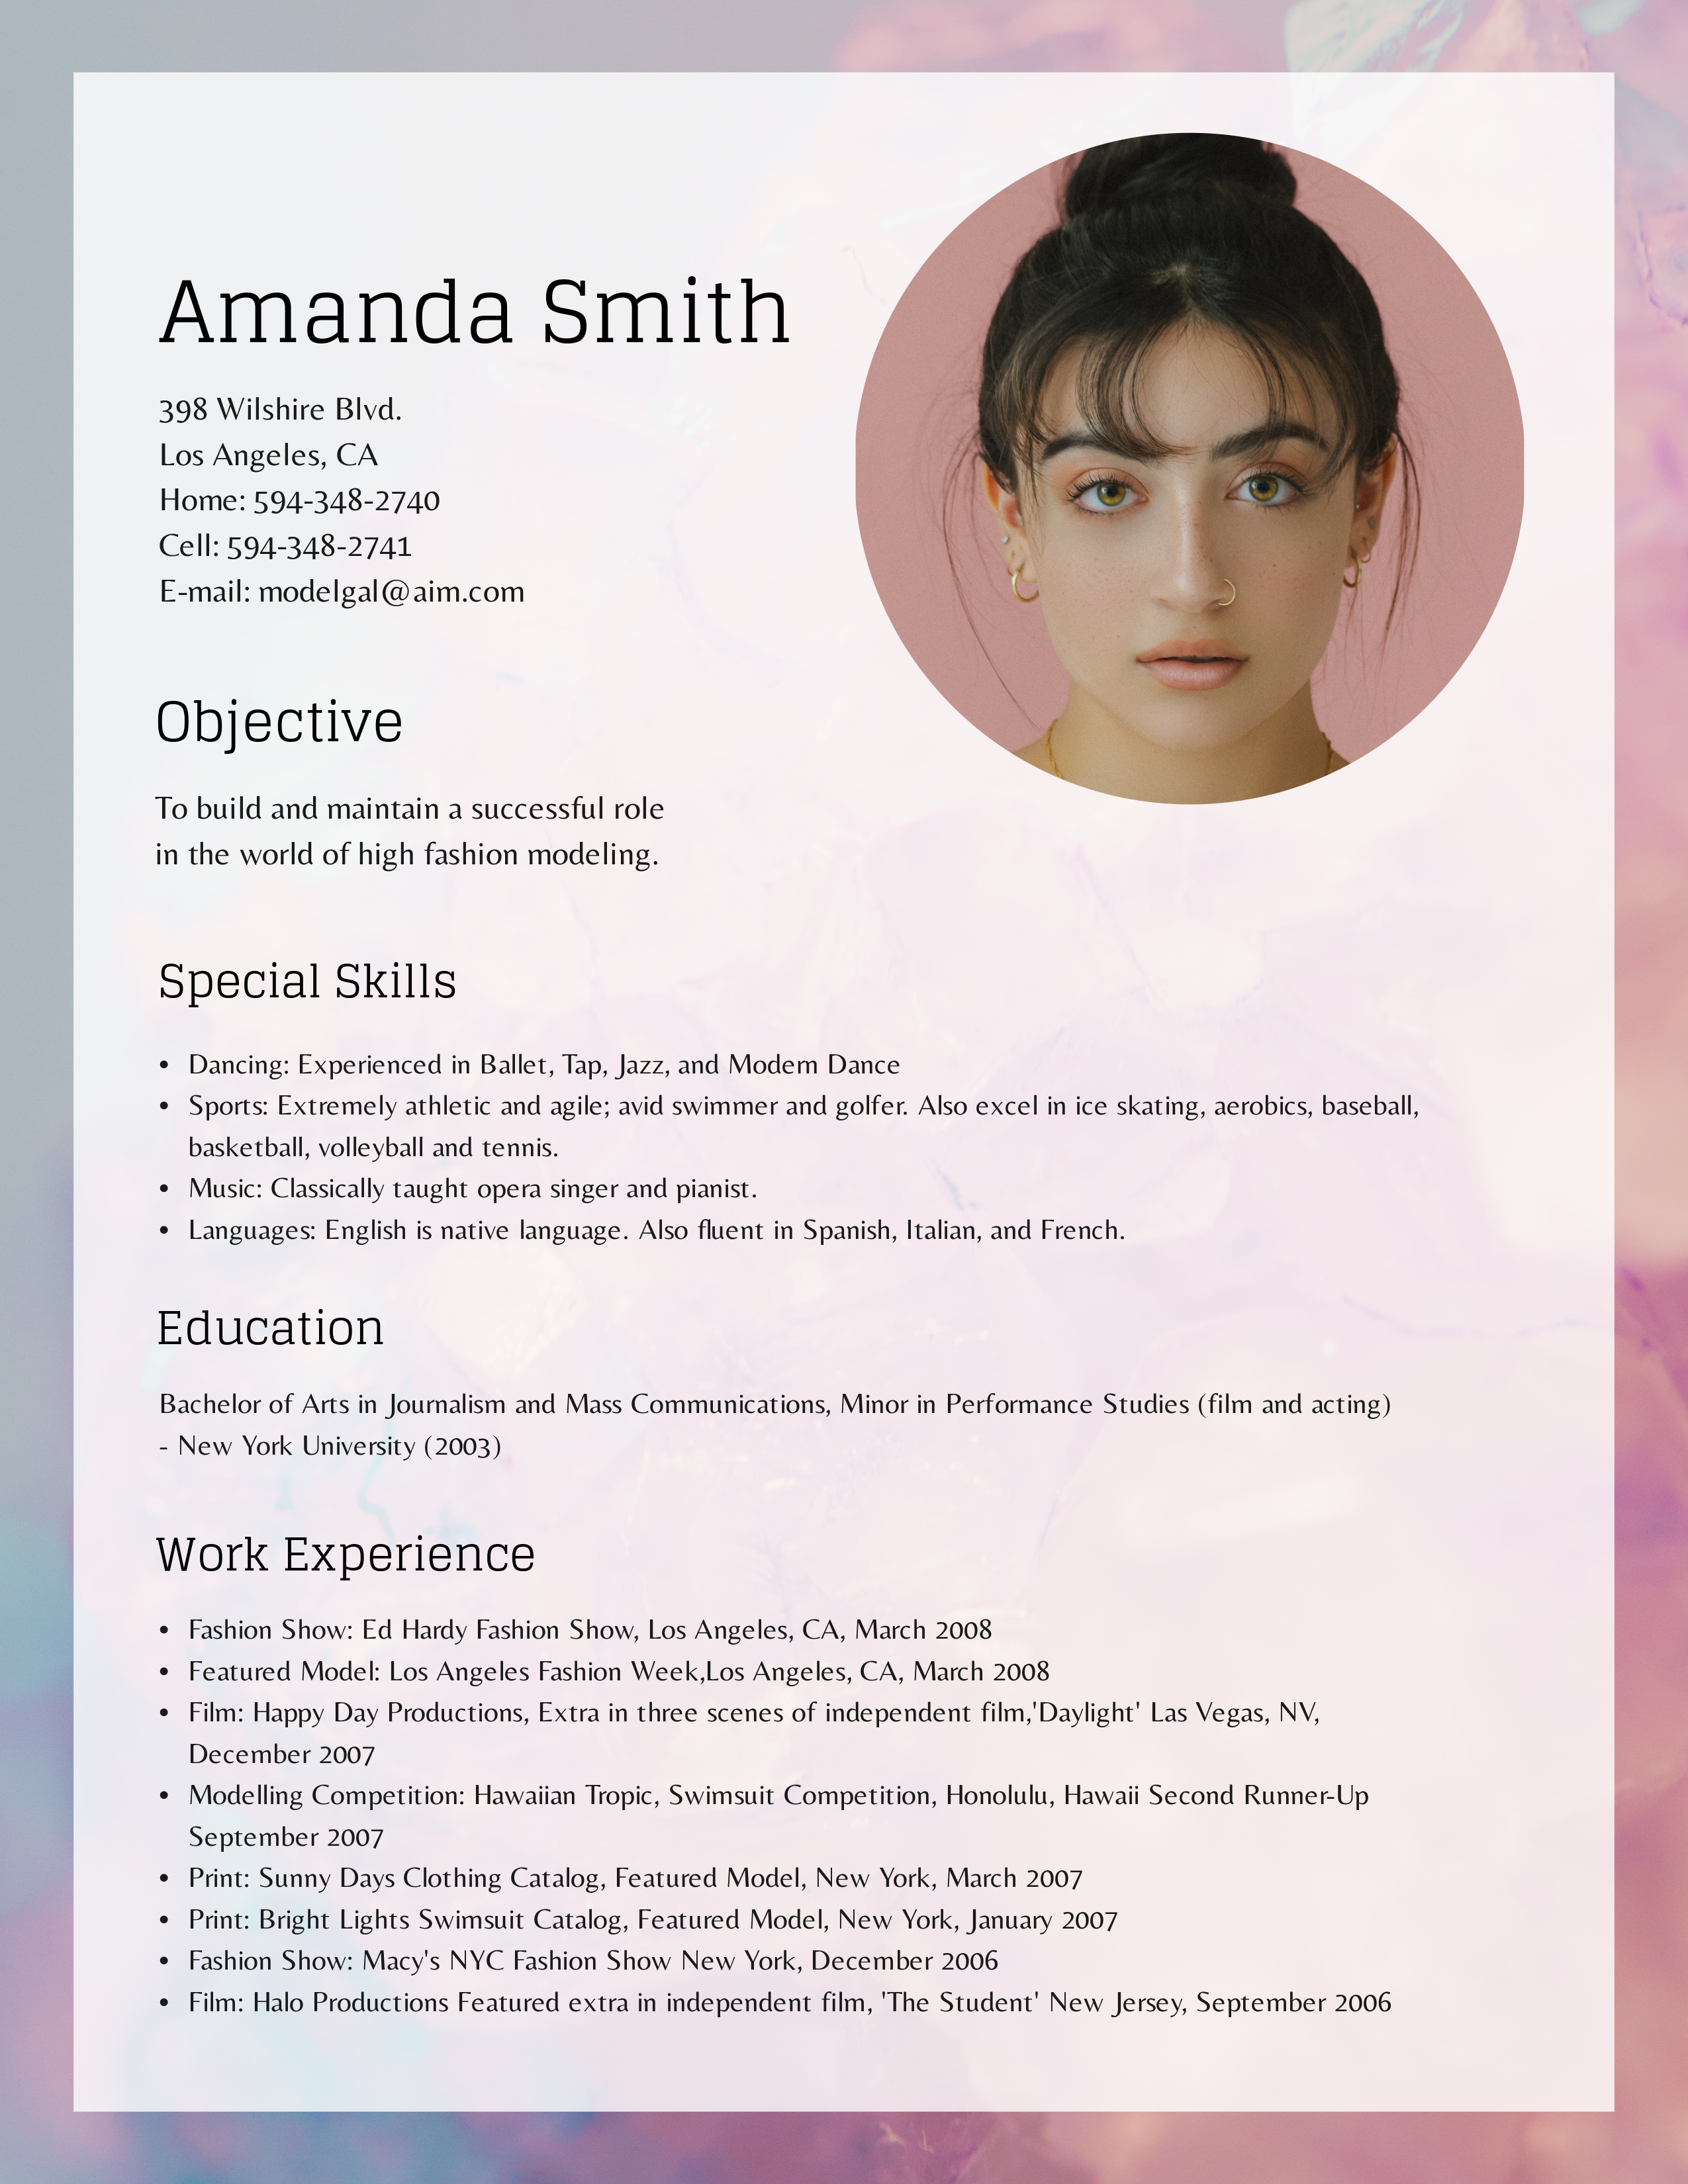 Amanda Smith
398 Wilshire Blvd.
Los Angeles, CA
Home: 594-348-2740
Cell: 594-348-2741
E-mail: modelgal@aim.com
Objective
To build and maintain a successful role
in the world of high fashion modeling.
Special Skills
• Dancing: Experienced in Ballet, Tap, Jazz, and Modern Dance
• Sports: Extremely athletic and agile; avid swimmer and golfer. Also excel in ice skating, aerobics, baseball,
basketball, volleyball and tennis.
• Music: Classically taught opera singer and pianist.
• Languages: English is native language. Also fluent in Spanish, Italian, and French.
Education
Bachelor of Arts in Journalism and Mass Communications, Minor in Performance Studies (film and acting)
- New York University (2003)
Work Experience
• Fashion Show: Ed Hardy Fashion Show, Los Angeles, CA, March 2008
• Featured Model: Los Angeles Fashion Week,Los Angeles, CA, March 2008
• Film: Happy Day Productions, Extra in three scenes of independent film,'Daylight' Las Vegas, NV,
December 2007
• Modelling Competition: Hawaiian Tropic, Swimsuit Competition, Honolulu, Hawaii Second Runner-Up
September 2007
• Print: Sunny Days Clothing Catalog, Featured Model, New York, March 2007
• Print: Bright Lights Swimsuit Catalog, Featured Model, New York, January 2007
• Fashion Show: Macy's NYC Fashion Show New York, December 2006
• Film: Halo Productions Featured extra in independent film, 'The Student' New Jersey, September 2006